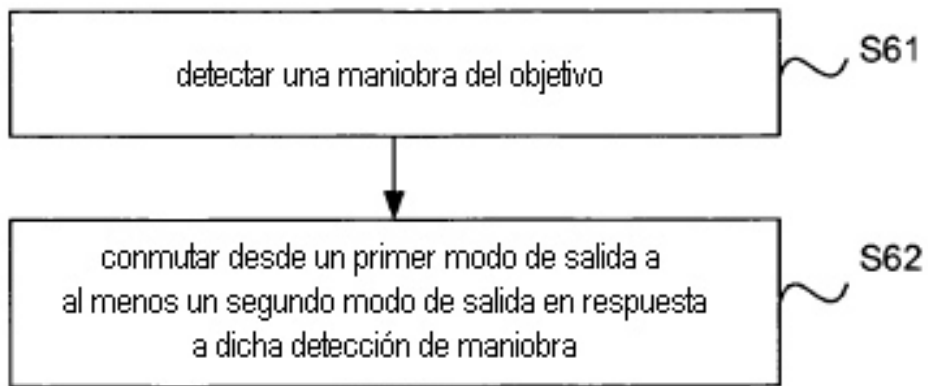 detectar una maniobra del objetivo
S61
conmutar desde un primer modo de salida a
al menos un segundo modo de salida en respuesta
a dicha detección de maniobra
S62